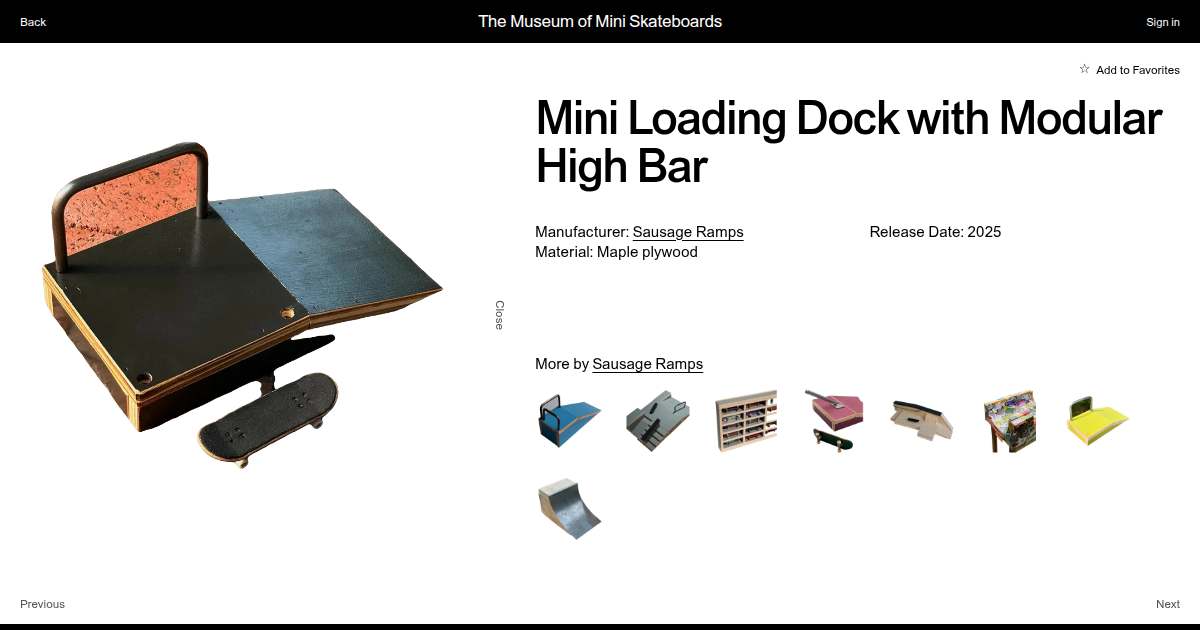 Back
The Museum of Mini Skateboards
Sign in
☆ Add to Favorites
Mini Loading Dock with Modular
High Bar
Manufacturer: Sausage Ramps
Release Date: 2025
Material: Maple plywood
Close
More by Sausage Ramps
Previous
Next